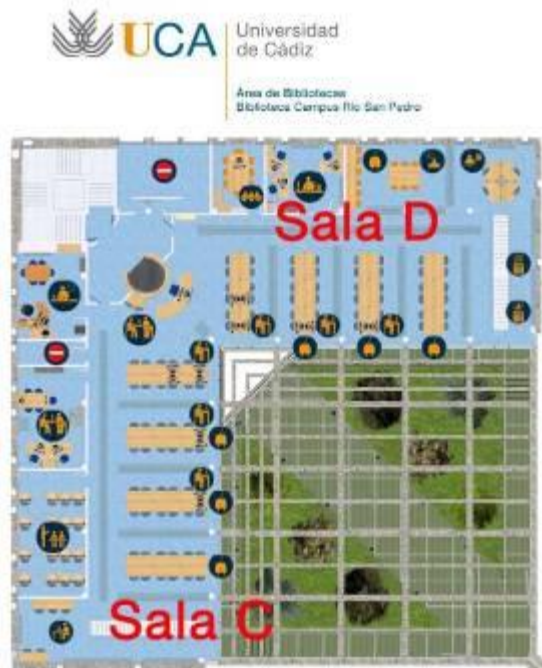 UCA
Universidad
de Cádiz
Área de Bibliotecas
Biblioteca Campus Río San Pedro
Sala D
Sala C